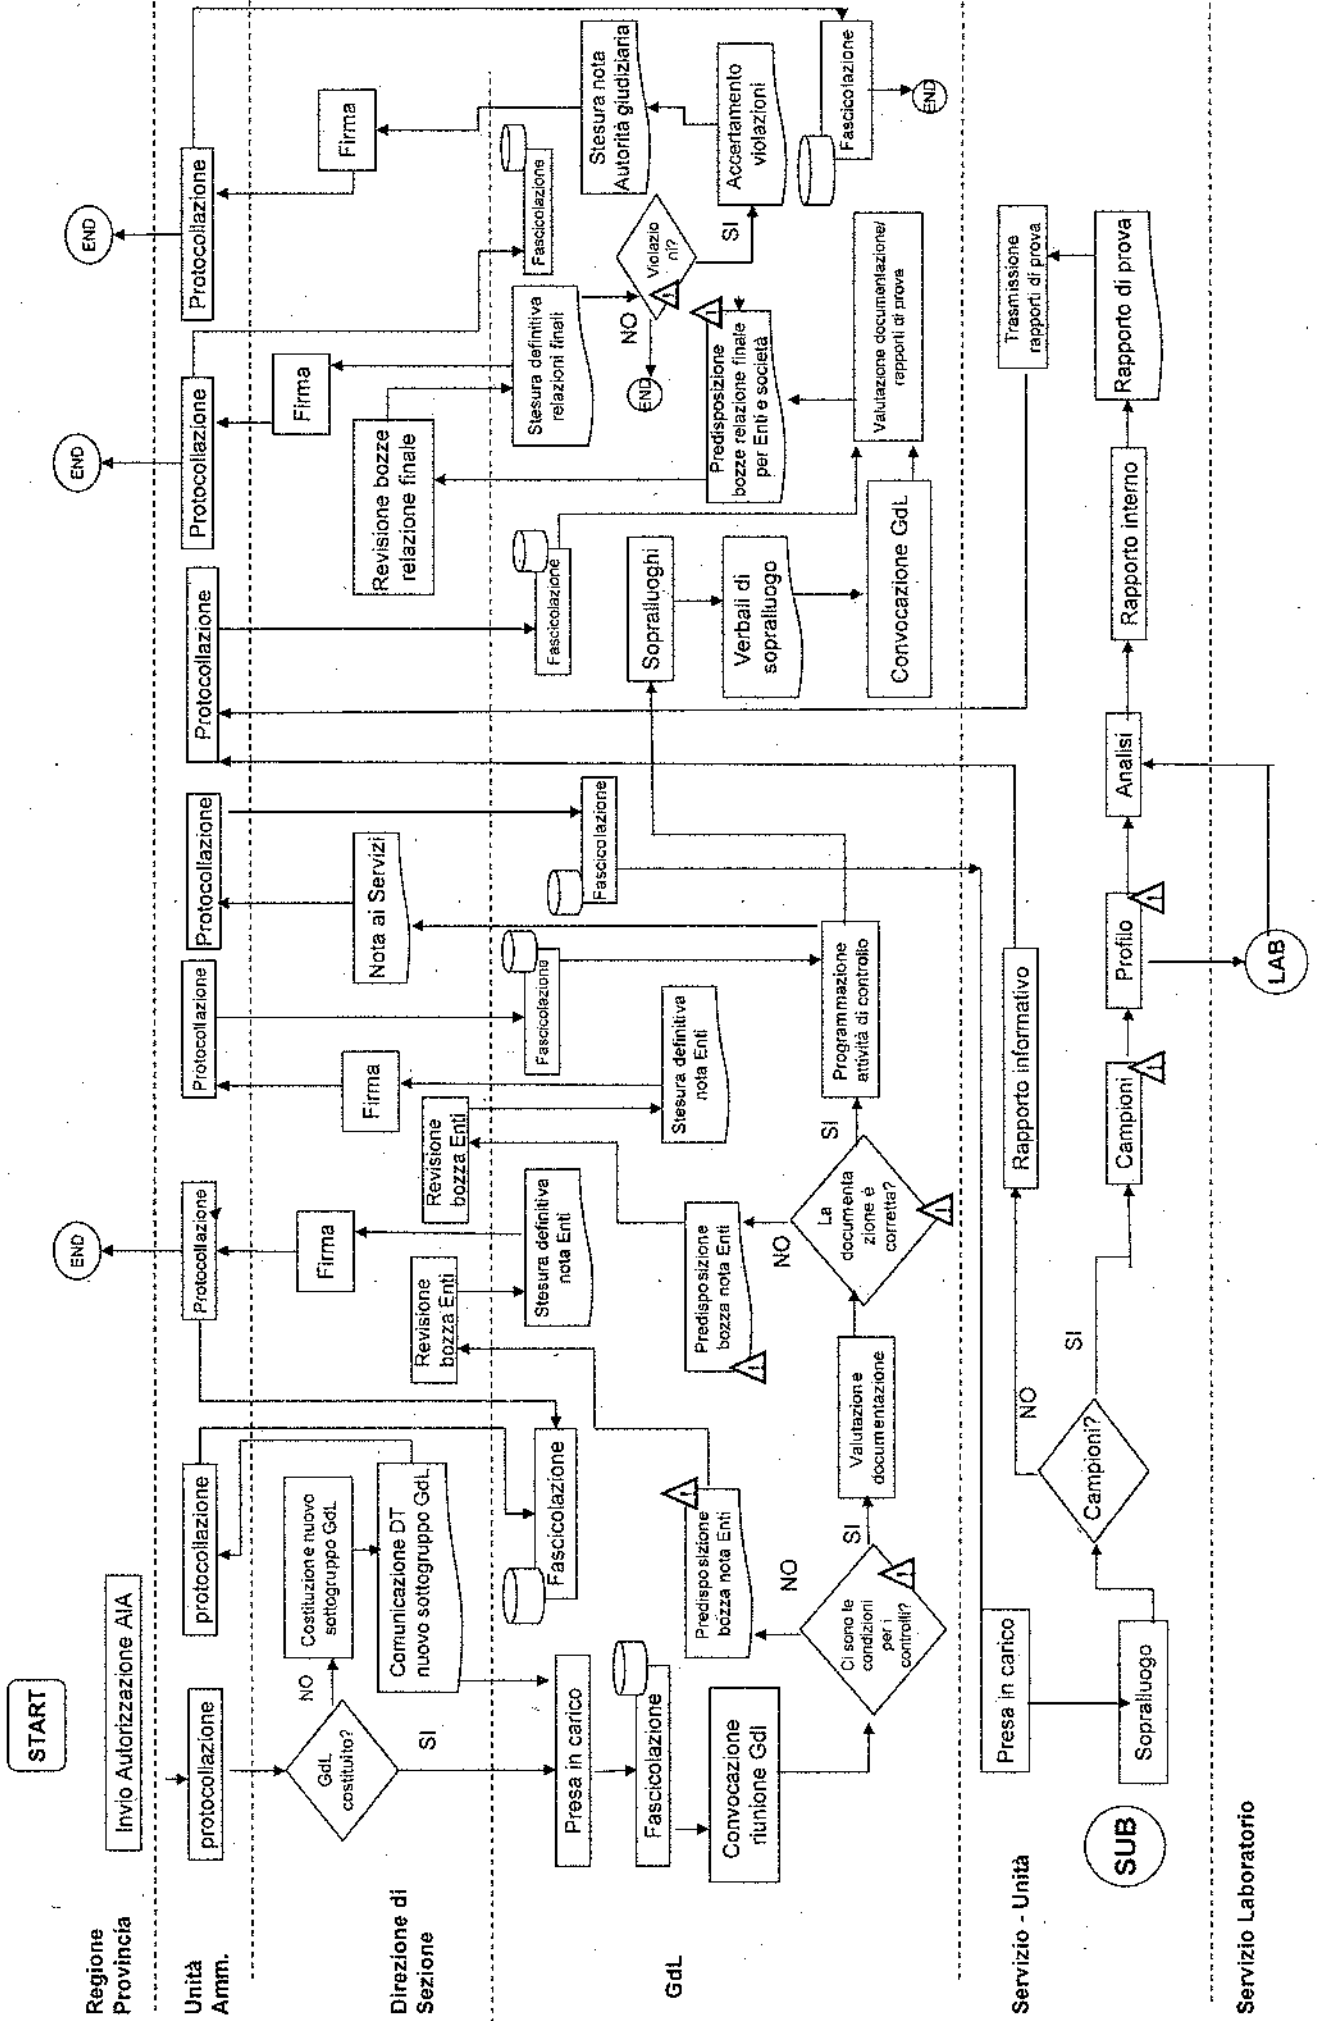 START
Regione
Provincia
Invio Autorizzazione AIA
END
END
END
Unità
Amm.
protocollazione
protocollazione
Protocollazione
Protocollazione
Protocollazione
Protocollazione
Protocollazione
Protocollazione
Direzione di
Sezione
GdL
costituito?
NO
SI
Costituzione nuovo
sottogruppo GdL
Comunicazione DT
nuovo sottogruppo GdL
Firma
Revisione
bozza Enti
Firma
Revisione
bozza Enti
Nota ai Servizi
Revisione bozze
relazione finale
Firma
Firma
GdL
Presa in carico
Fascicolazione
Convocazione
riunione Gdl
Fascicolazione
Ci sono le
condizioni
per i
controlli?
NO
SI
Predisposizione
bozza nota Enti
Stesura definitiva
nota Enti
Valutazione
documentazione
La
documenta
zione è
corretta?
NO
SI
Predisposizione
bozza nota Enti
Stesura definitiva
nota Enti
Fascicolazione
Programmazione
attività di controllo
Fascicolazione
Fascicolazione
Sopralluoghi
Verbali di
sopralluogo
Convocazione GdL
Valutazione documentazione/
rapporti di prova
Predisposizione
bozze relazione finale
per Enti e società
Stesura definitiva
relazioni finali
Fascicolazione
Violazio
ni?
NO
END
SI
Accertamento
violazioni
Stesura nota
Autorità giudiziaria
Fascicolazione
END
Servizio - Unità
SUB
Presa in carico
Sopralluogo
Campioni?
NO
SI
Rapporto informativo
Campioni
Profilo
Analisi
Rapporto interno
Rapporto di prova
Trasmissione
rapporti di prova
Servizio Laboratorio
LAB